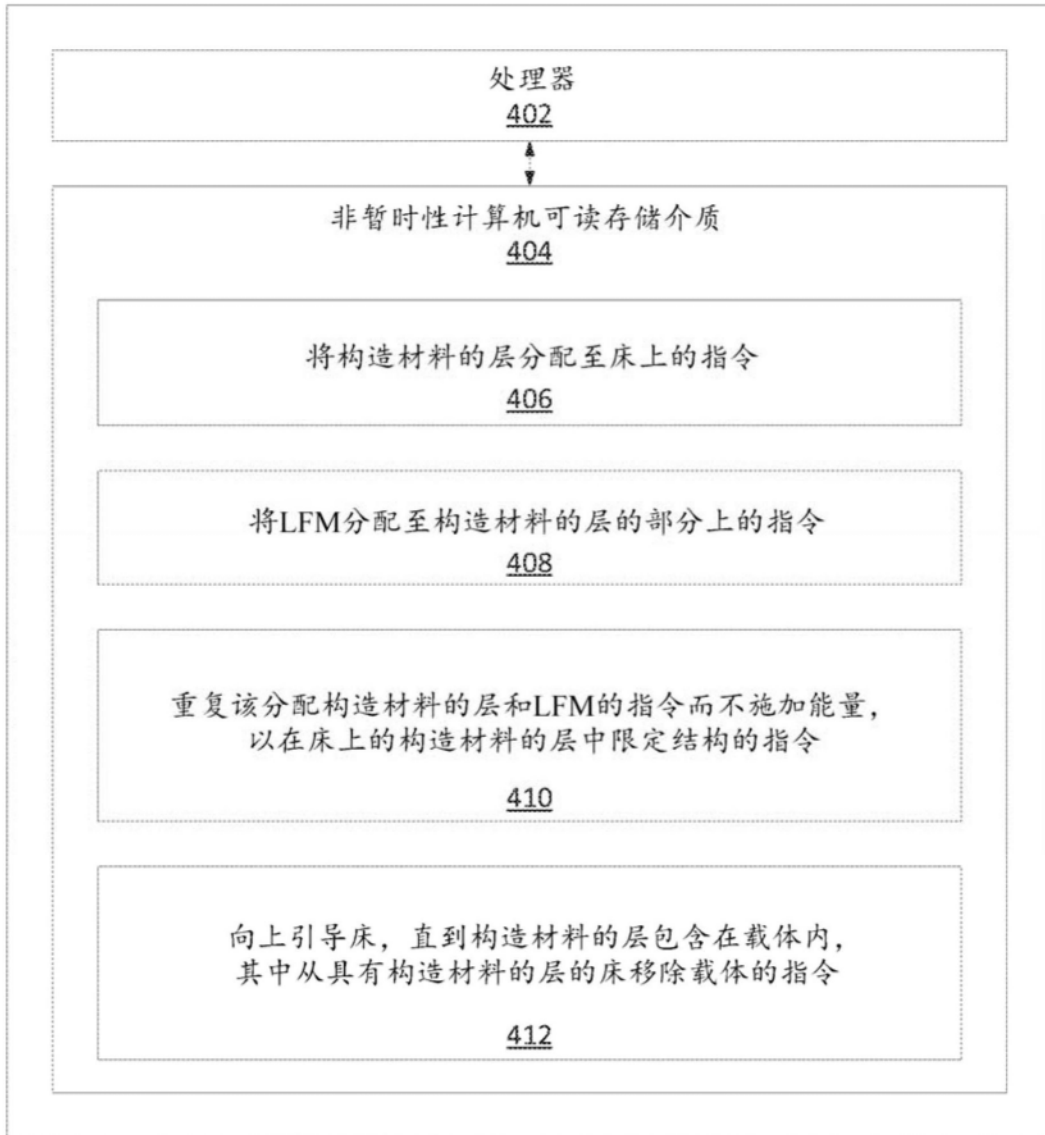 处理器
402
非暂时性计算机可读存储介质
404
将构造材料的层分配至床上的指令
406
将LFM分配至构造材料的层的部分上的指令
408
重复该分配构造材料的层和LFM的指令而不施加能量，
以在床上的构造材料的层中限定结构的指令
410
向上引导床，直到构造材料的层包含在载体内，
其中从具有构造材料的层的床移除载体的指令
412